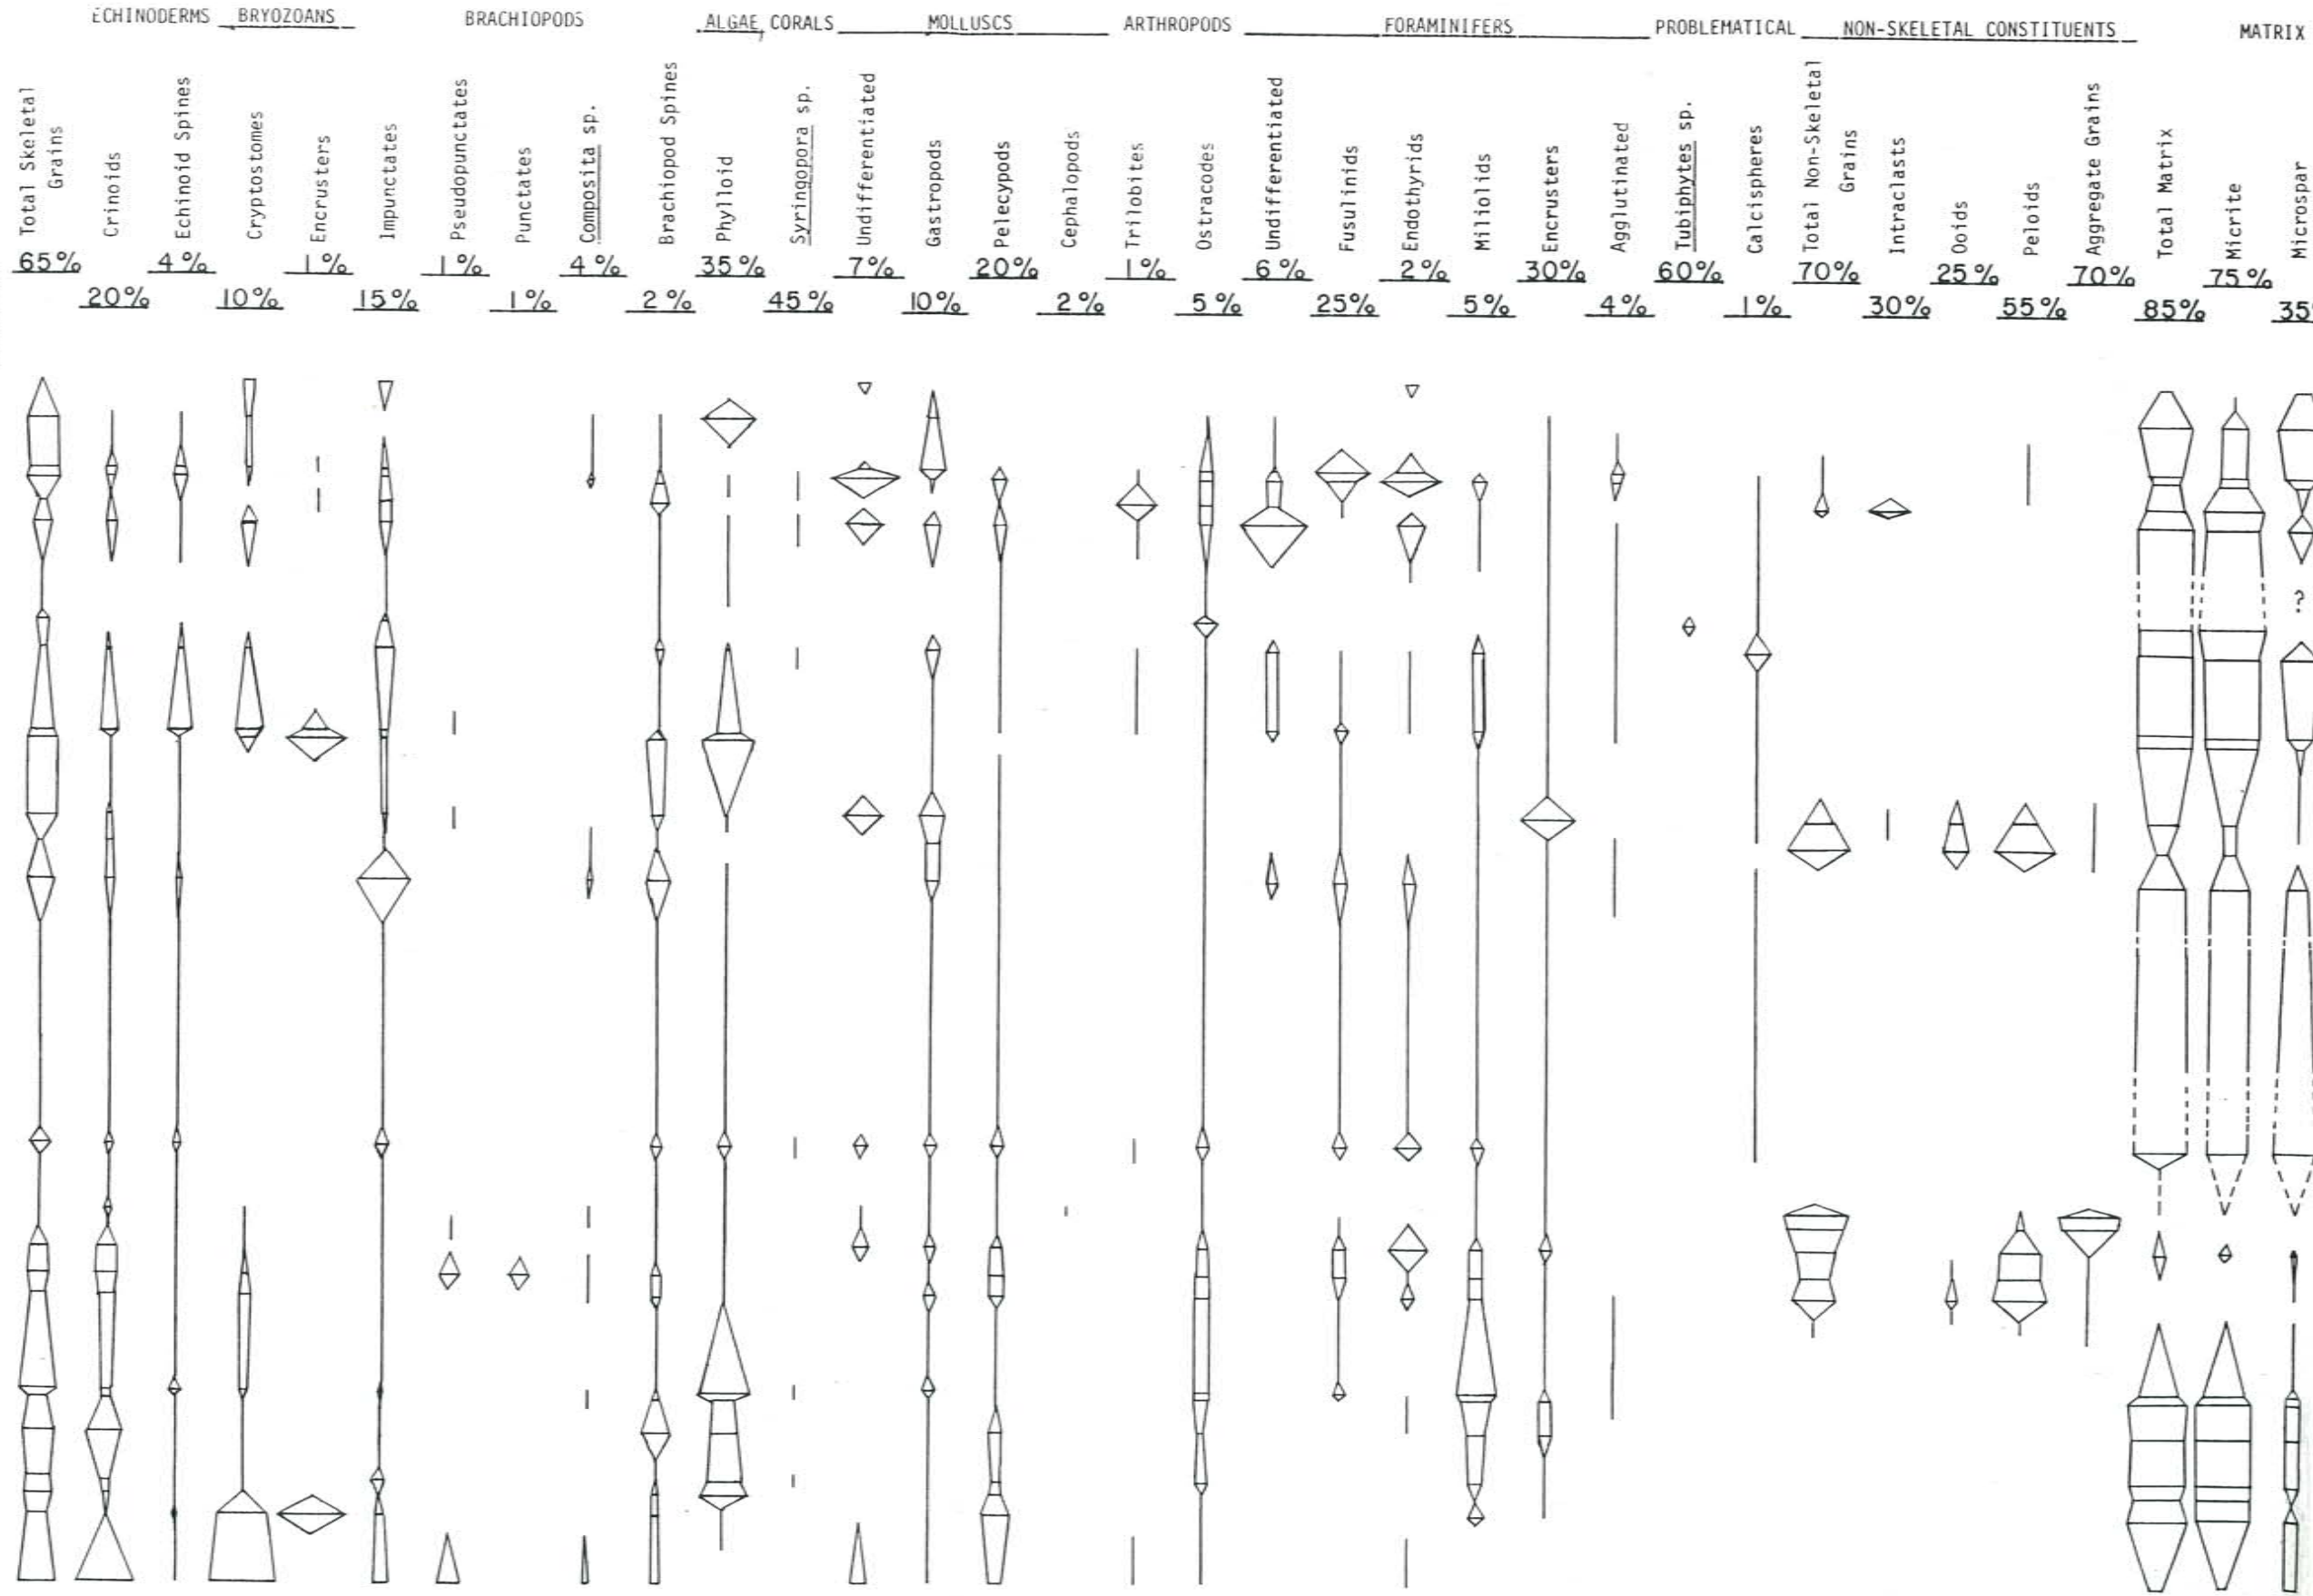 ECHINODERMS BRYOZOANS BRACHIOPODS ALGAE, CORALS MOLLUSCS ARTHROPODS FORAMINIFERS PROBLEMATICAL NON-SKELETAL CONSTITUENTS MATRIX
Total Skeletal
Grains
Crinoids
Echinoid Spines
Cryptostomes
Encrusters
Impunctates
Pseudopunctates
Punctates
Composita sp.
Brachiopod Spines
Phylloid
Syringopora sp.
Undifferentiated
Gastropods
Pelecypods
Cephalopods
Trilobites
Ostracodes
Undifferentiated
Fusulinids
Endothyrids
Miliolids
Encrusters
Agglutinated
Tubiphytes sp.
Calcispheres
Total Non-Skeletal
Grains
Intraclasts
Ooids
Peloids
Aggregate Grains
Total Matrix
Micrite
Microspar
65% 4% 1% 1% 4% 35% 7% 20% 1% 6% 2% 30% 60% 70% 25% 70% 75%
20% 10% 15% 1% 2% 45% 10% 2% 5% 25% 5% 4% 1% 30% 55% 85% 35
?